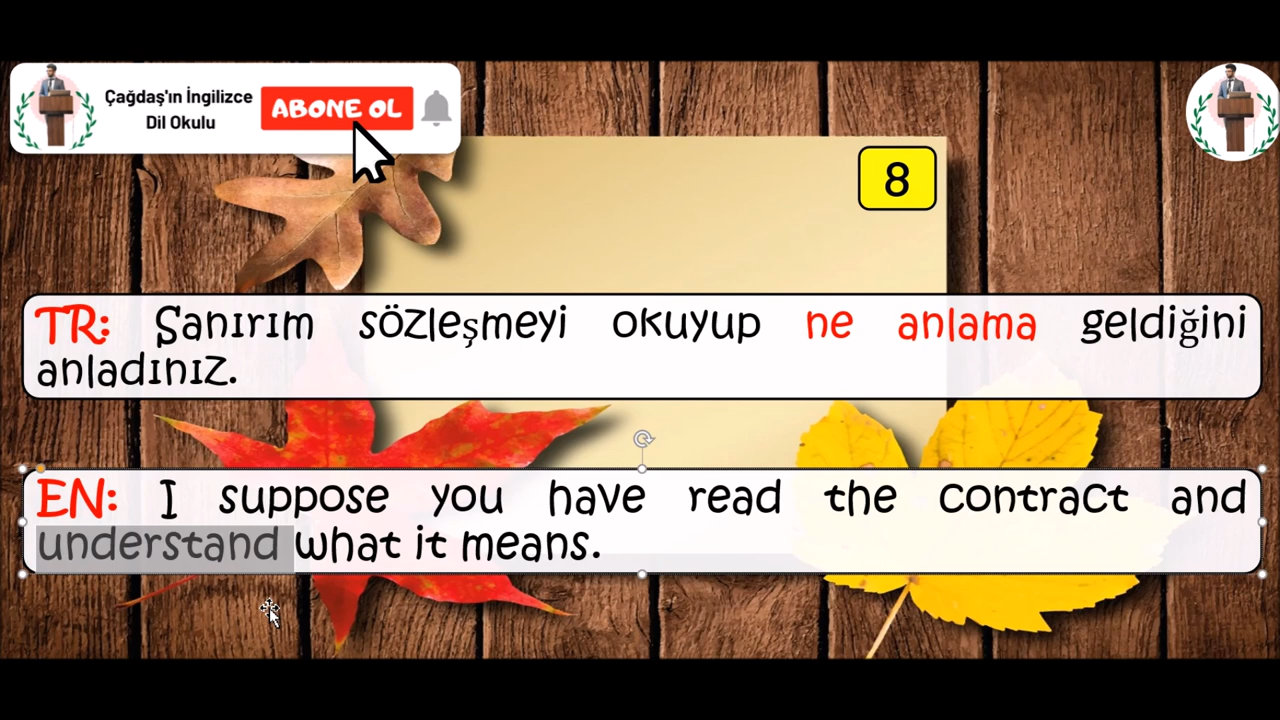 Çağdaş'ın İngilizce
Dil Okulu
ABONE OL
8
TR: Sanırım sözleşmeyi okuyup ne anlama geldiğini
anladınız.
EN: I suppose you have read the contract and
understand what it means.